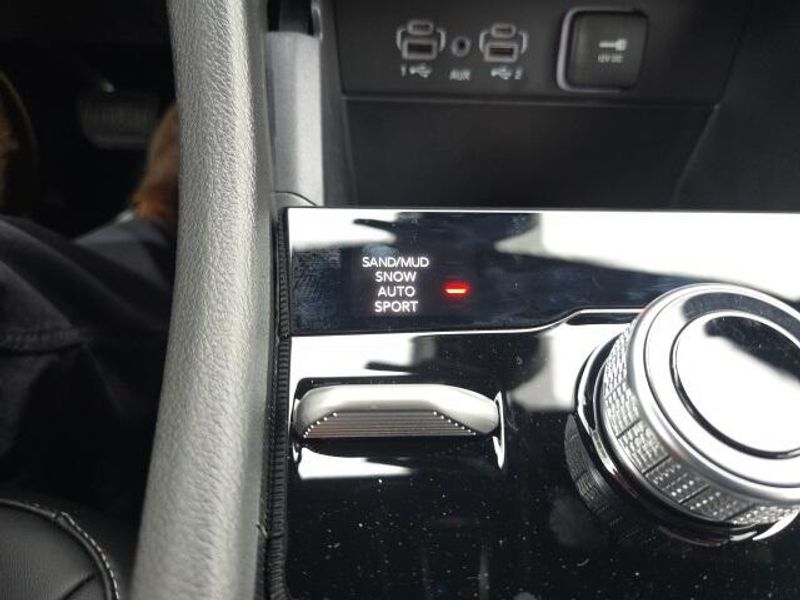 1 AUX 2
12V DC
SAND/MUD
SNOW
AUTO
SPORT